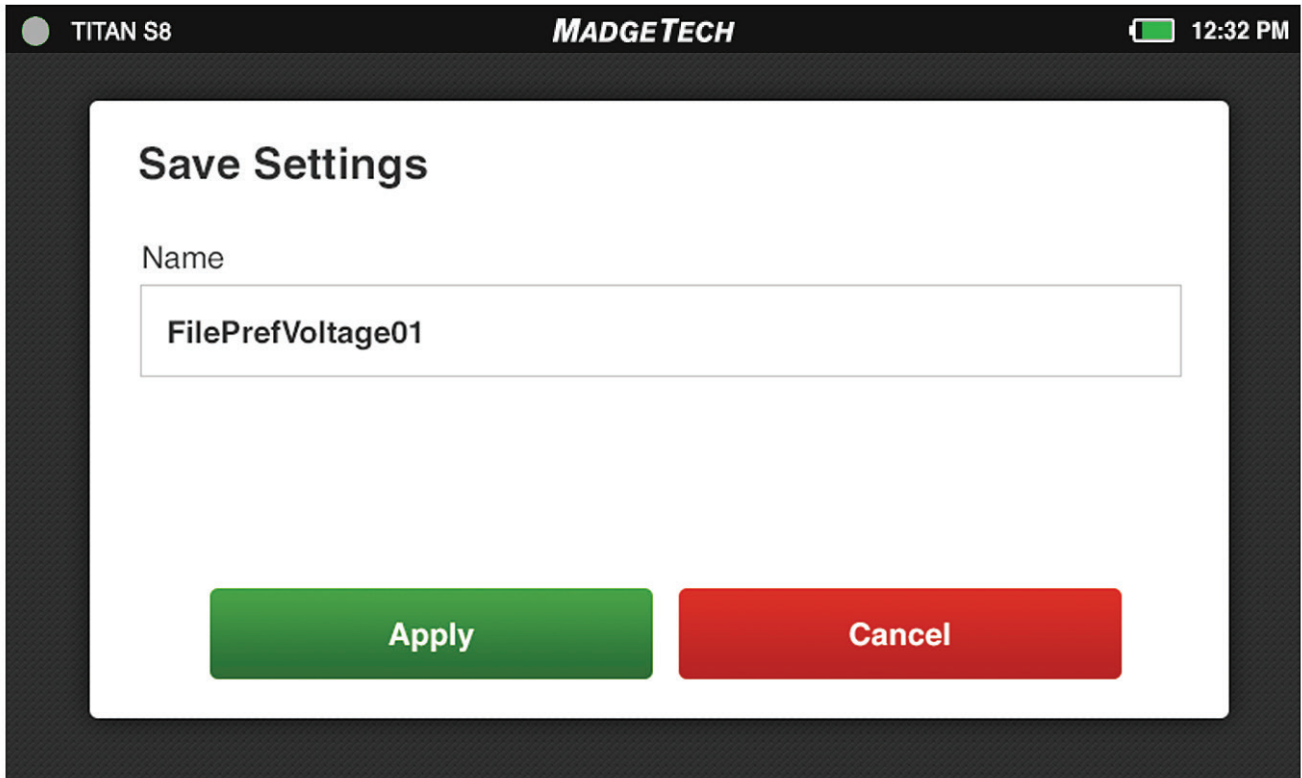 TITAN S8 MADGETECH 12:32 PM
Save Settings
Name
FilePrefVoltage01
Apply Cancel